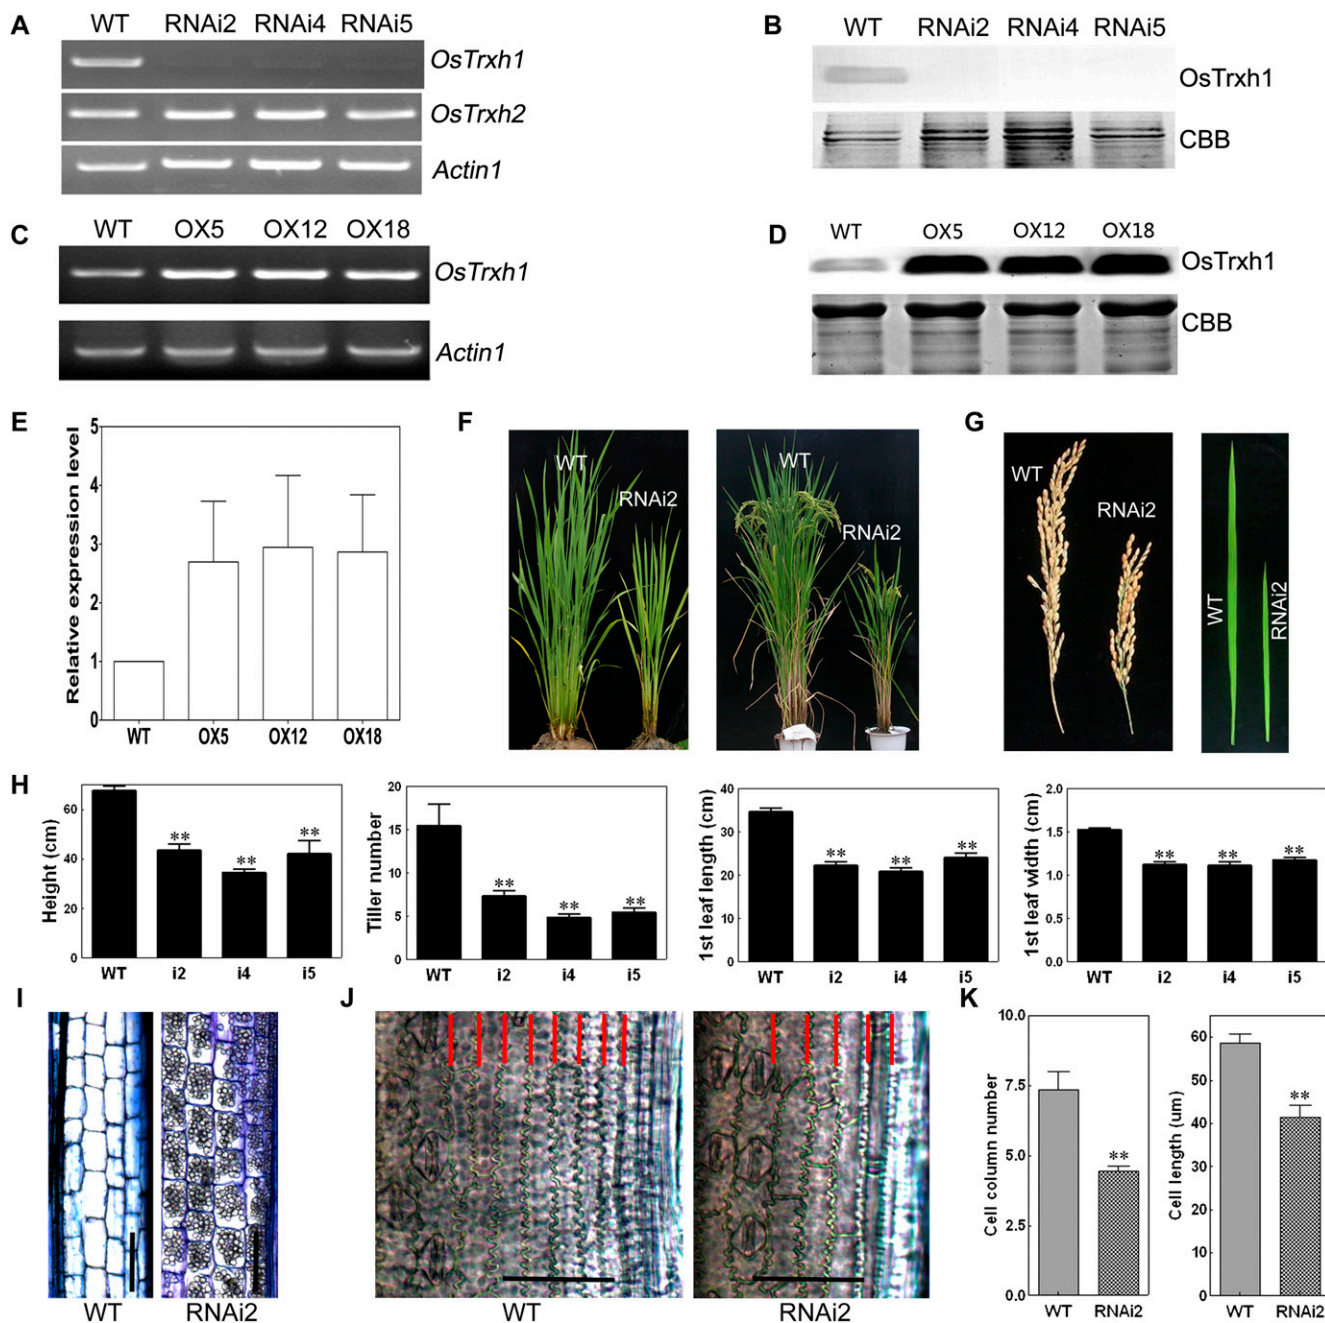 A
WT RNAi2 RNAi4 RNAi5
OsTrxh1
OsTrxh2
Actin1
B
WT RNAi2 RNAi4 RNAi5
OsTrxh1
CBB
C
WT OX5 OX12 OX18
OsTrxh1
Actin1
D
WT OX5 OX12 OX18
OsTrxh1
CBB
E
Relative expression level
5
4
3
2
1
0
WT OX5 OX12 OX18
F
WT
RNAi2
WT
RNAi2
G
WT
RNAi2
WT
RNAi2
H
Height (cm)
60
40
20
0
** ** **
WT i2 i4 i5
Tiller number
20
15
10
5
0
** ** **
WT i2 i4 i5
1st leaf length (cm)
40
30
20
10
0
** ** **
WT i2 i4 i5
1st leaf width (cm)
2.0
1.5
1.0
0.5
0.0
** ** **
WT i2 i4 i5
I
WT RNAi2
J
WT RNAi2
K
Cell column number
10.0
7.5
5.0
2.5
0.0
**
WT RNAi2
Cell length (um)
60
50
40
30
20
10
0
**
WT RNAi2